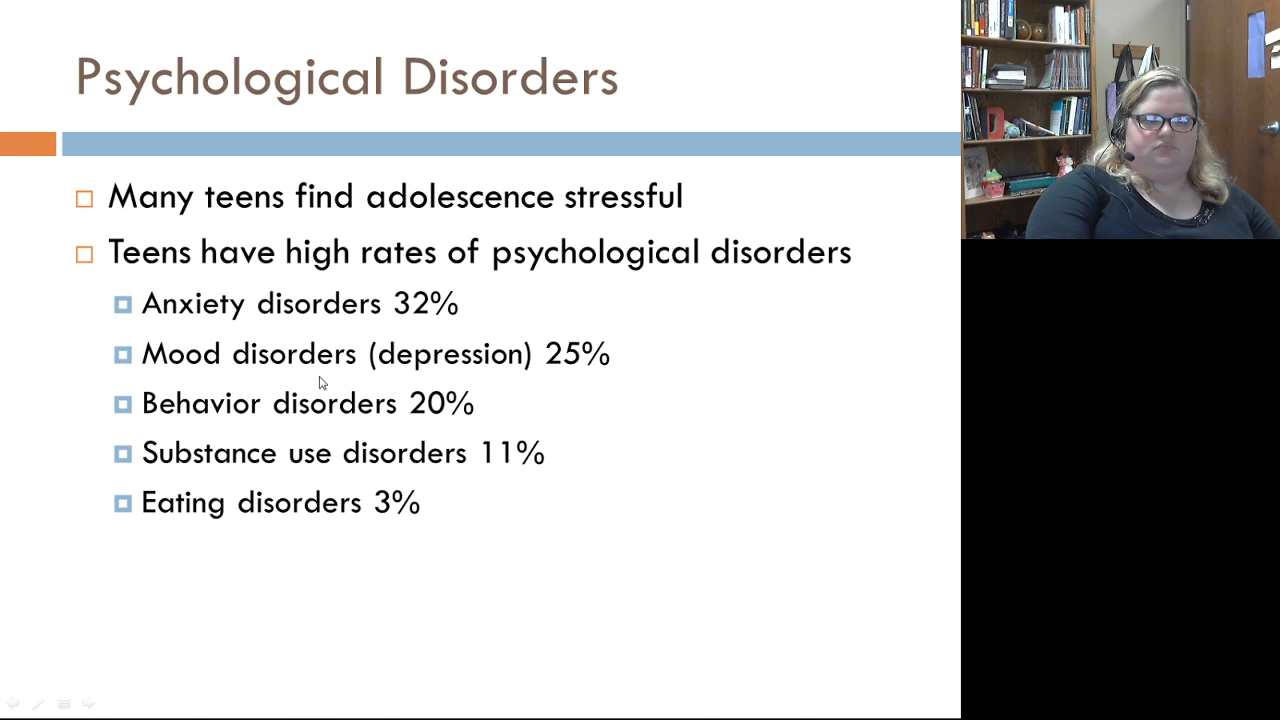 Psychological Disorders
Many teens find adolescence stressful
Teens have high rates of psychological disorders
Anxiety disorders 32%
Mood disorders (depression) 25%
Behavior disorders 20%
Substance use disorders 11%
Eating disorders 3%